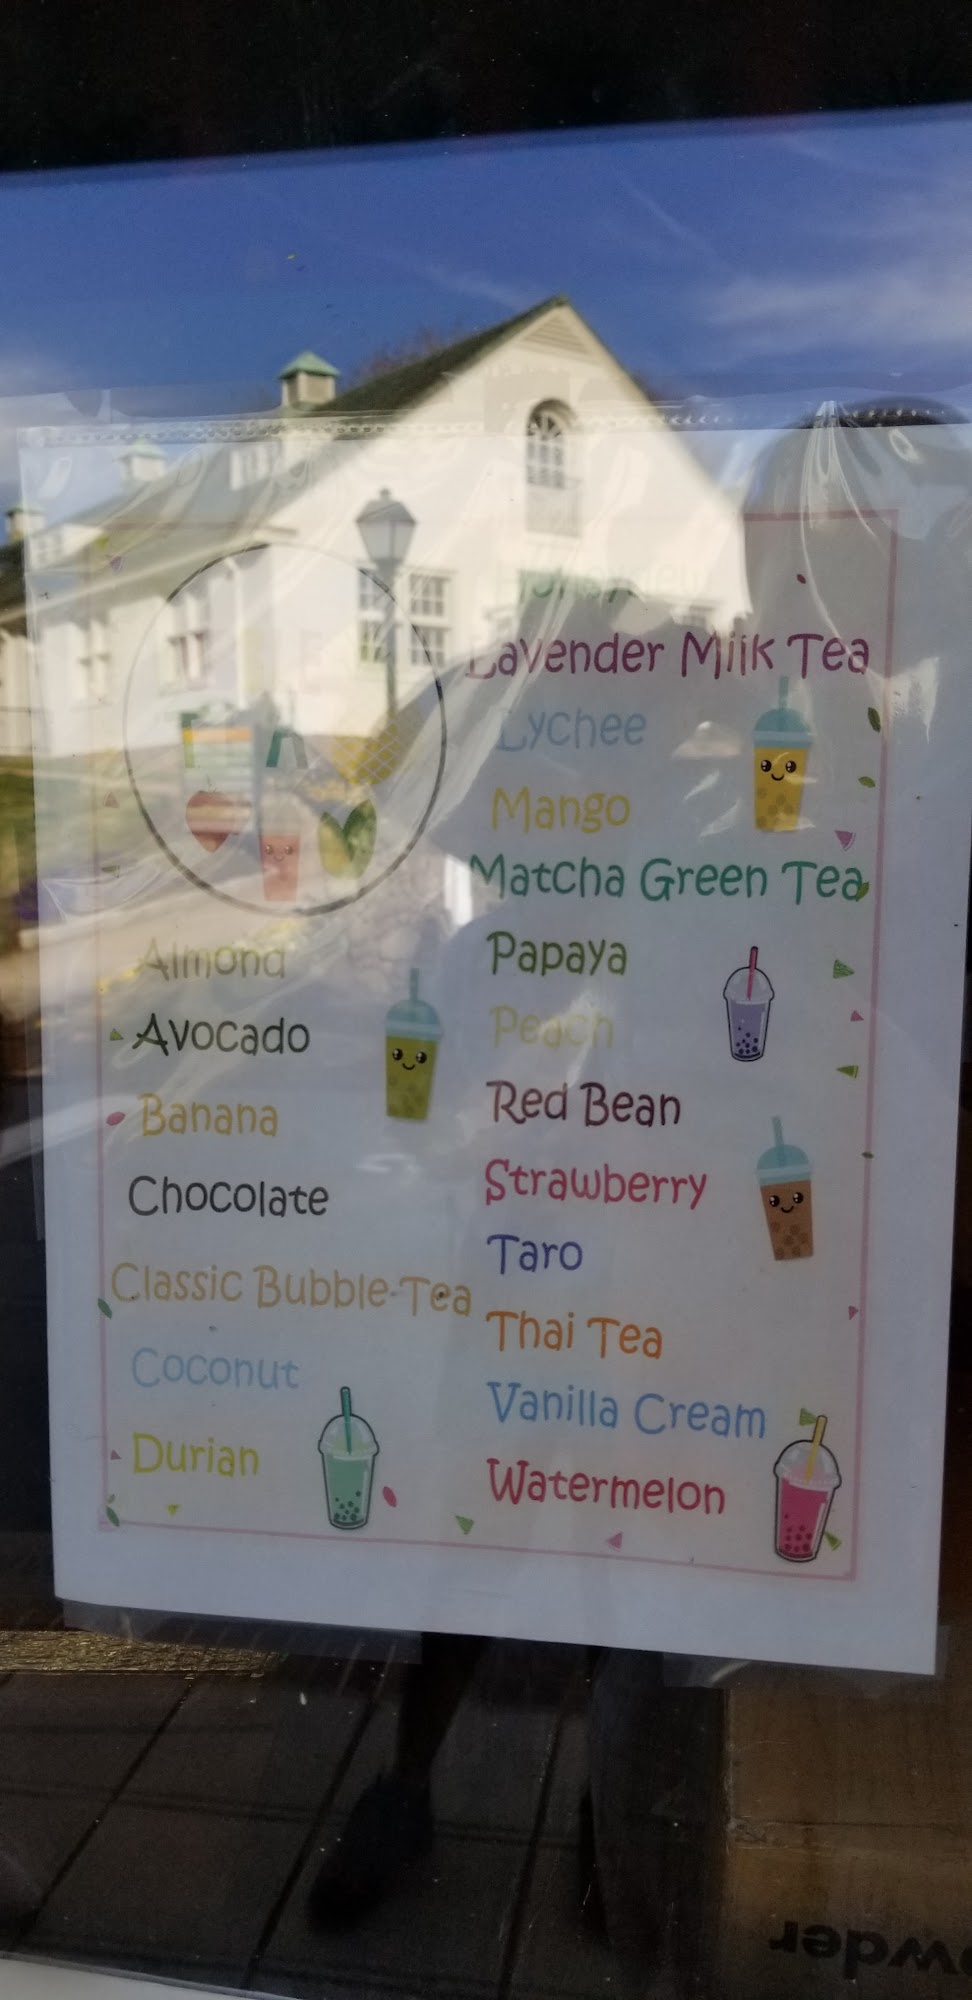 Almond
Avocado
Banana
Chocolate
Classic Bubble-Tea
Coconut
Durian
Honeydew
Lavender Milk Tea
Lychee
Mango
Matcha Green Tea
Papaya
Peach
Red Bean
Strawberry
Taro
Thai Tea
Vanilla Cream
Watermelon